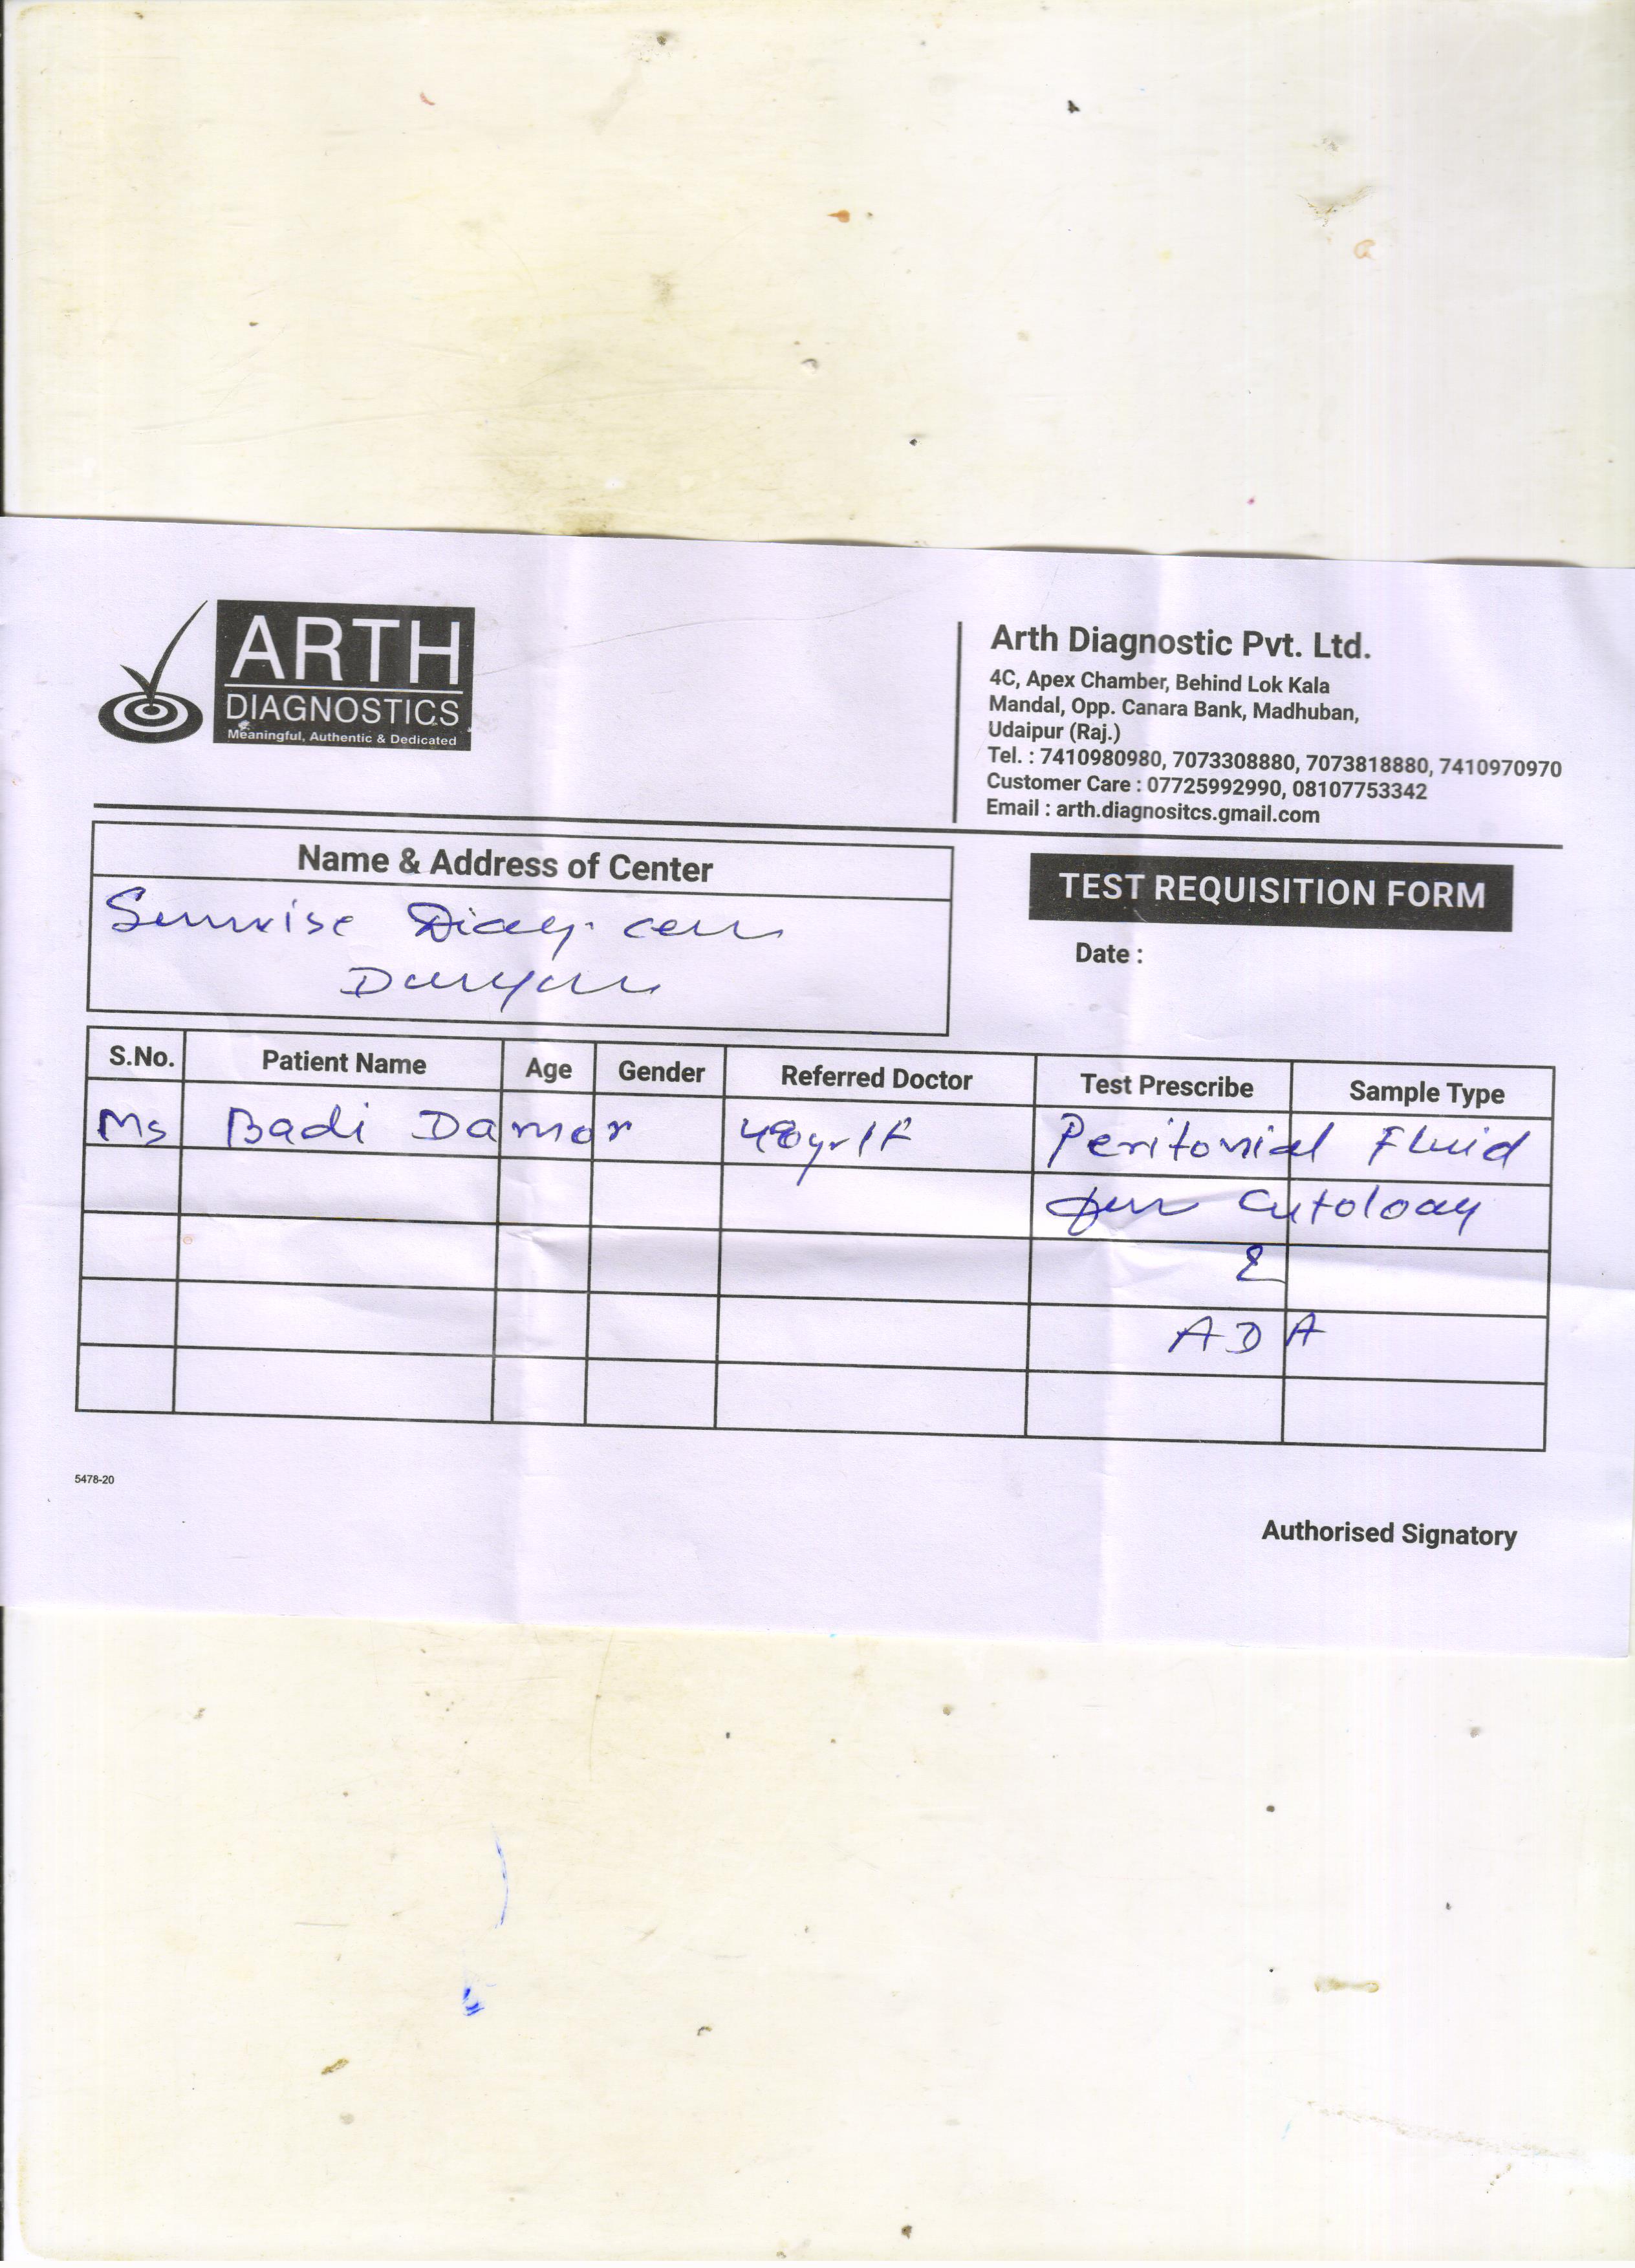 ARTH
DIAGNOSTICS
Meaningful, Authentic & Dedicated
Arth Diagnostic Pvt. Ltd.
4C, Apex Chamber, Behind Lok Kala
Mandal, Opp. Canara Bank, Madhuban,
Udaipur (Raj.)
Tel. : 7410980980, 7073308880, 7073818880, 7410970970
Customer Care : 07725992990, 08107753342
Email : arth.diagnositcs.gmail.com
Name & Address of Center
Sunrise Diag.
TEST REQUISITION FORM
Date :
S.No. Patient Name Age Gender Referred Doctor Test Prescribe Sample Type
Ms Badi Damor yr/F Peritonial Fluid
for Cytology
&
ADA
5478-20
Authorised Signatory